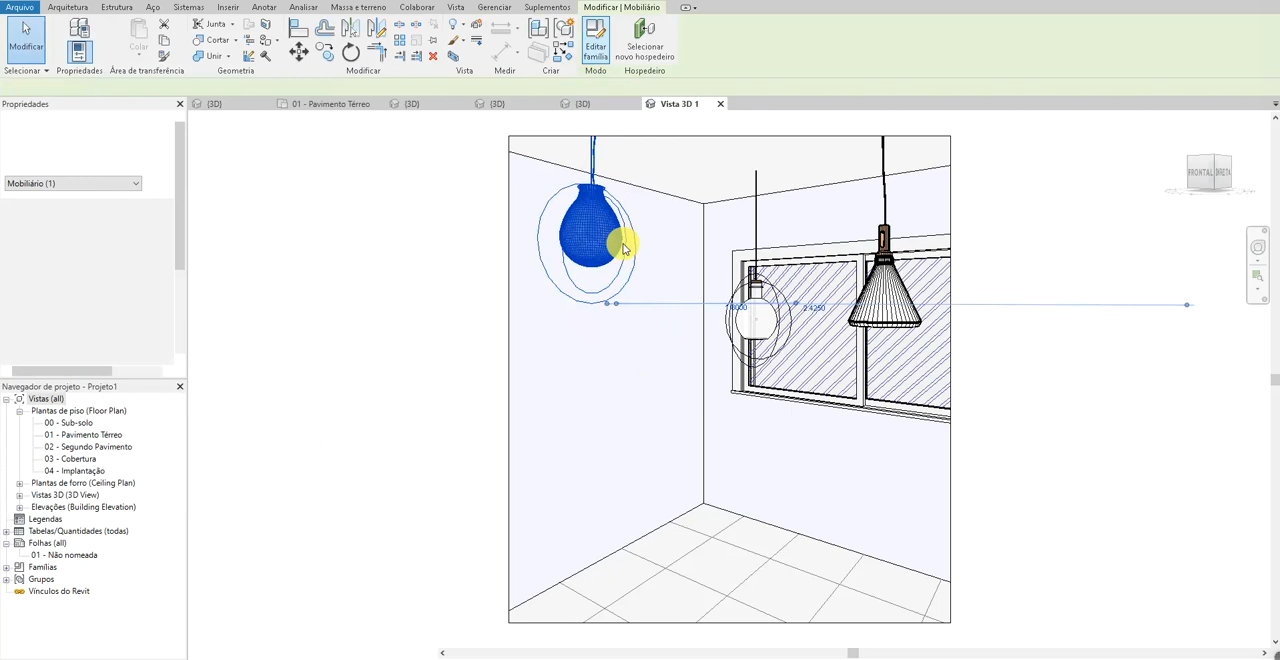 Arquivo Arquitetura Estrutura Aço Sistemas Inserir Anotar Analisar Massa e terreno Colaborar Vista Gerenciar Suplementos Modificar | Mobiliário
Modificar
Propriedades
Colar
Junta
Cortar
Unir
Editar família
Selecionar novo hospedeiro
Selecionar Propriedades Área de transferência Geometria Modificar Vista Medir Criar Modo Hospedeiro
Propriedades
{3D} 01 - Pavimento Térreo {3D} {3D} {3D} Vista 3D 1
Mobiliário (1)
FRONTAL DIREITA
2.4250
Navegador de projeto - Projeto1
Vistas (all)
Plantas de piso (Floor Plan)
00 - Sub-solo
01 - Pavimento Térreo
02 - Segundo Pavimento
03 - Cobertura
04 - Implantação
Plantas de forro (Ceiling Plan)
Vistas 3D (3D View)
Elevações (Building Elevation)
Legendas
Tabelas/Quantidades (todas)
Folhas (all)
01 - Não nomeada
Famílias
Grupos
Vínculos do Revit